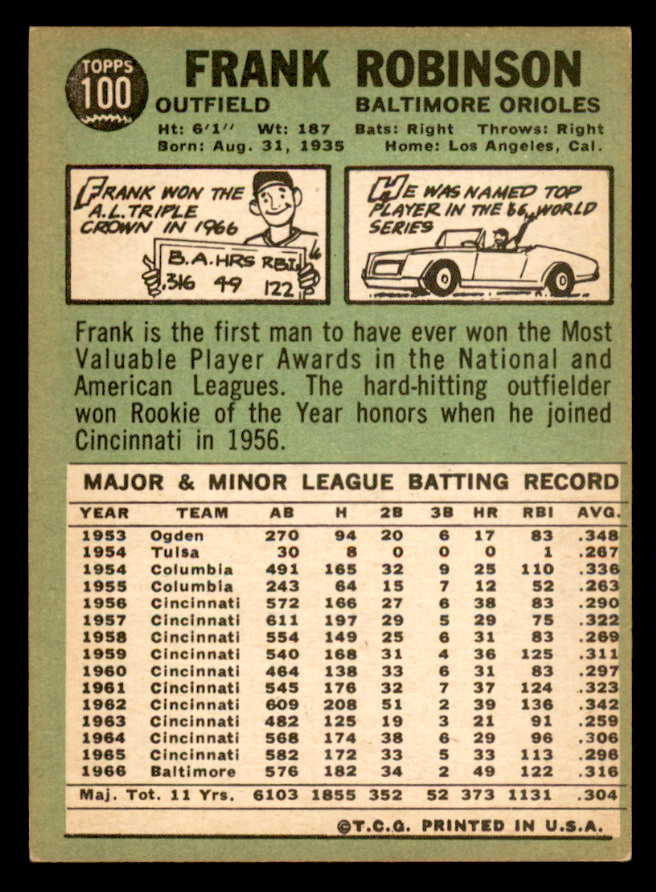 TOPPS
100
FRANK ROBINSON
OUTFIELD BALTIMORE ORIOLES
Ht: 6'1" Wt: 187 Bats: Right Throws: Right
Born: Aug. 31, 1935 Home: Los Angeles, Cal.
FRANK WON THE
A.L. TRIPLE
CROWN IN 1966
B.A. HRS RBI
.316 49 122
HE WAS NAMED TOP
PLAYER IN THE '66 WORLD
SERIES
Frank is the first man to have ever won the Most
Valuable Player Awards in the National and
American Leagues. The hard-hitting outfielder
won Rookie of the Year honors when he joined
Cincinnati in 1956.
MAJOR & MINOR LEAGUE BATTING RECORD
YEAR TEAM AB H 2B 3B HR RBI AVG.
1953 Ogden 270 94 20 6 17 83 .348
1954 Tulsa 30 8 0 0 0 1 .267
1954 Columbia 491 165 32 9 25 110 .336
1955 Columbia 243 64 15 7 12 52 .263
1956 Cincinnati 572 166 27 6 38 83 .290
1957 Cincinnati 611 197 29 5 29 75 .322
1958 Cincinnati 554 149 25 6 31 83 .269
1959 Cincinnati 540 168 31 4 36 125 .311
1960 Cincinnati 464 138 33 6 31 83 .297
1961 Cincinnati 545 176 32 7 37 124 .323
1962 Cincinnati 609 208 51 2 39 136 .342
1963 Cincinnati 482 125 19 3 21 91 .259
1964 Cincinnati 568 174 38 6 29 96 .306
1965 Cincinnati 582 172 33 5 33 113 .296
1966 Baltimore 576 182 34 2 49 122 .316
Maj. Tot. 11 Yrs. 6103 1855 352 52 373 1131 .304
©T.C.G. PRINTED IN U.S.A.